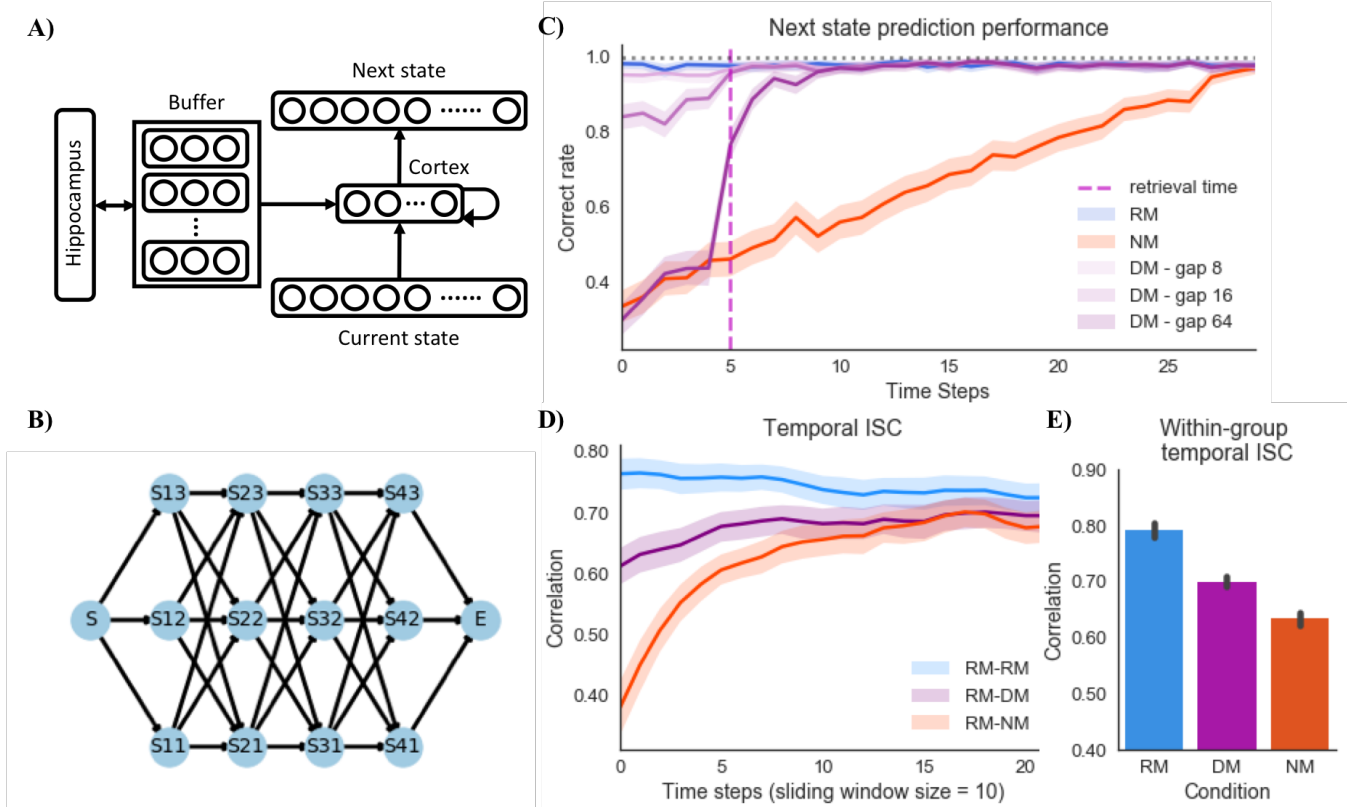 A)
Hippocampus
Buffer
Next state
Cortex
Current state
B)
S
S13
S23
S33
S43
S12
S22
S32
S42
E
S11
S21
S31
S41
C)
Next state prediction performance
Correct rate
1.0
0.8
0.6
0.4
retrieval time
RM
NM
DM - gap 8
DM - gap 16
DM - gap 64
0 5 10 15 20 25
Time Steps
D)
Temporal ISC
Correlation
0.80
0.70
0.60
0.50
0.40
RM-RM
RM-DM
RM-NM
0 5 10 15 20
Time steps (sliding window size = 10)
E)
Within-group
temporal ISC
Correlation
0.90
0.80
0.70
0.60
0.50
0.40
RM DM NM
Condition